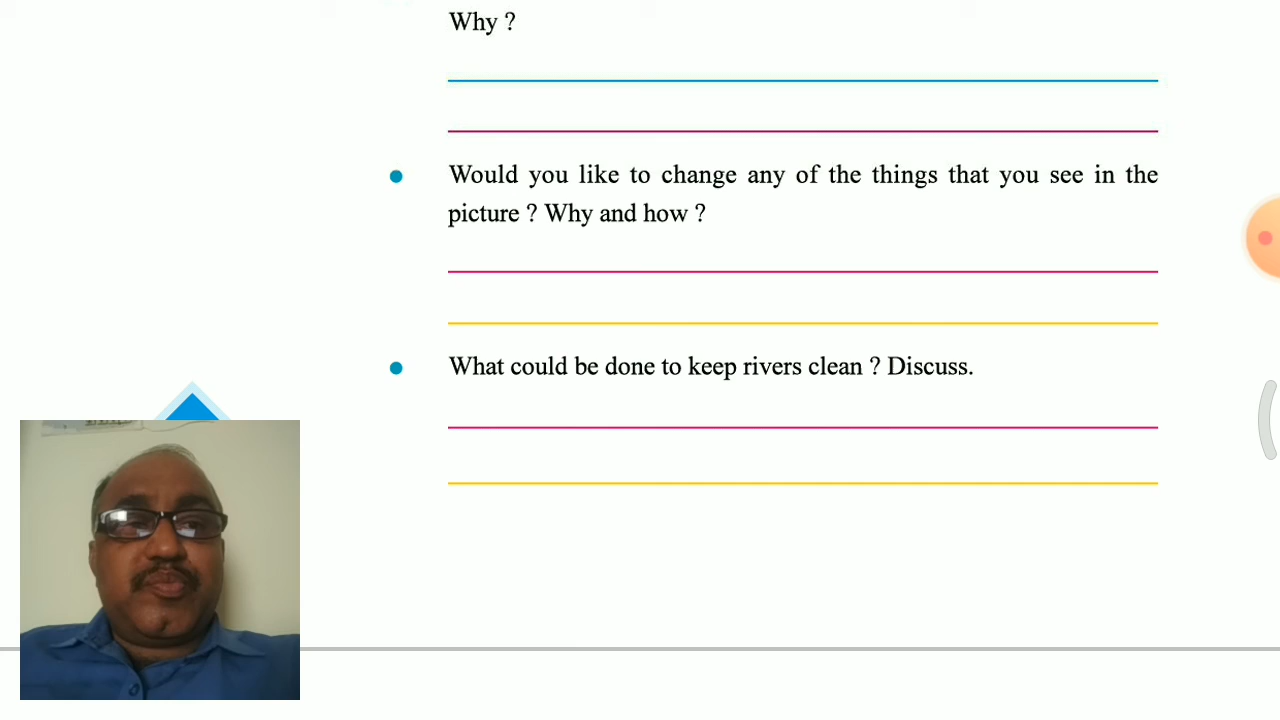 Why ?
Would you like to change any of the things that you see in the
picture ? Why and how ?
What could be done to keep rivers clean ? Discuss.